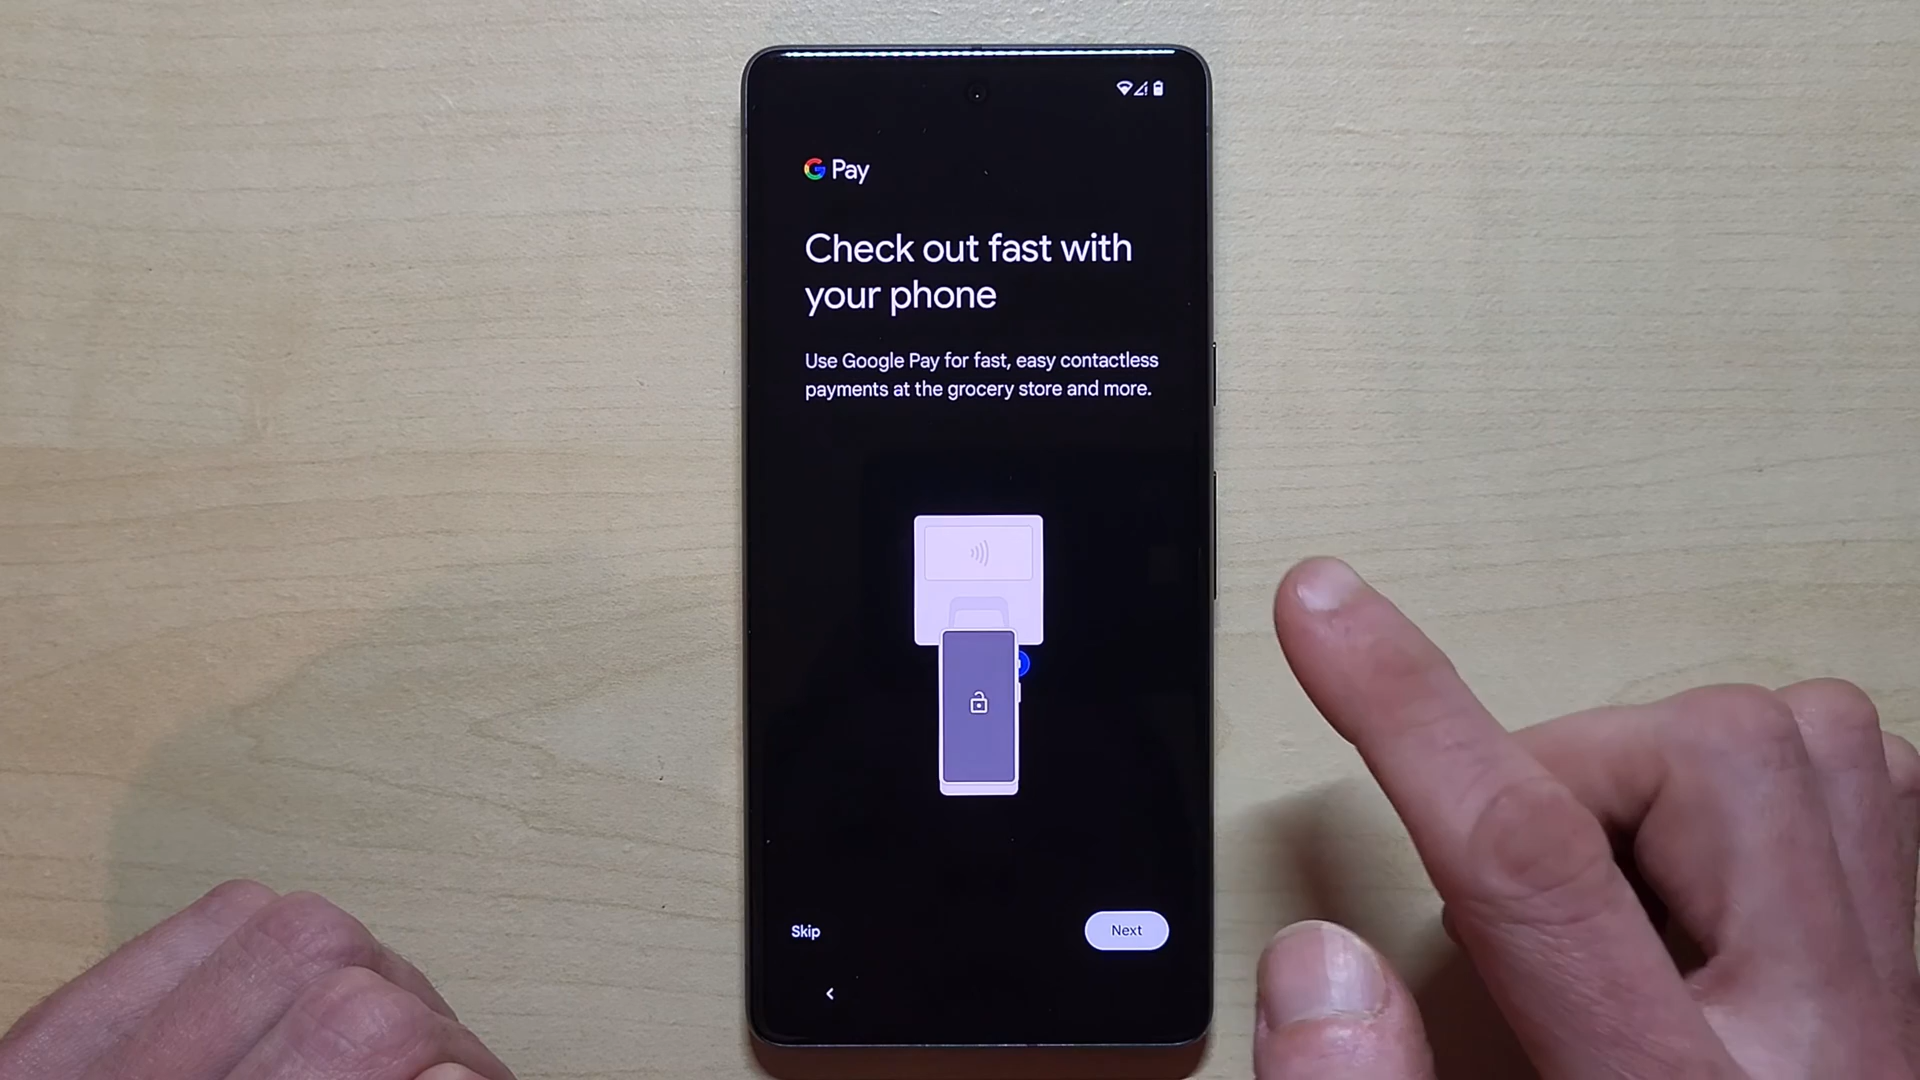 G Pay
Check out fast with
your phone
Use Google Pay for fast, easy contactless
payments at the grocery store and more.
Skip
Next